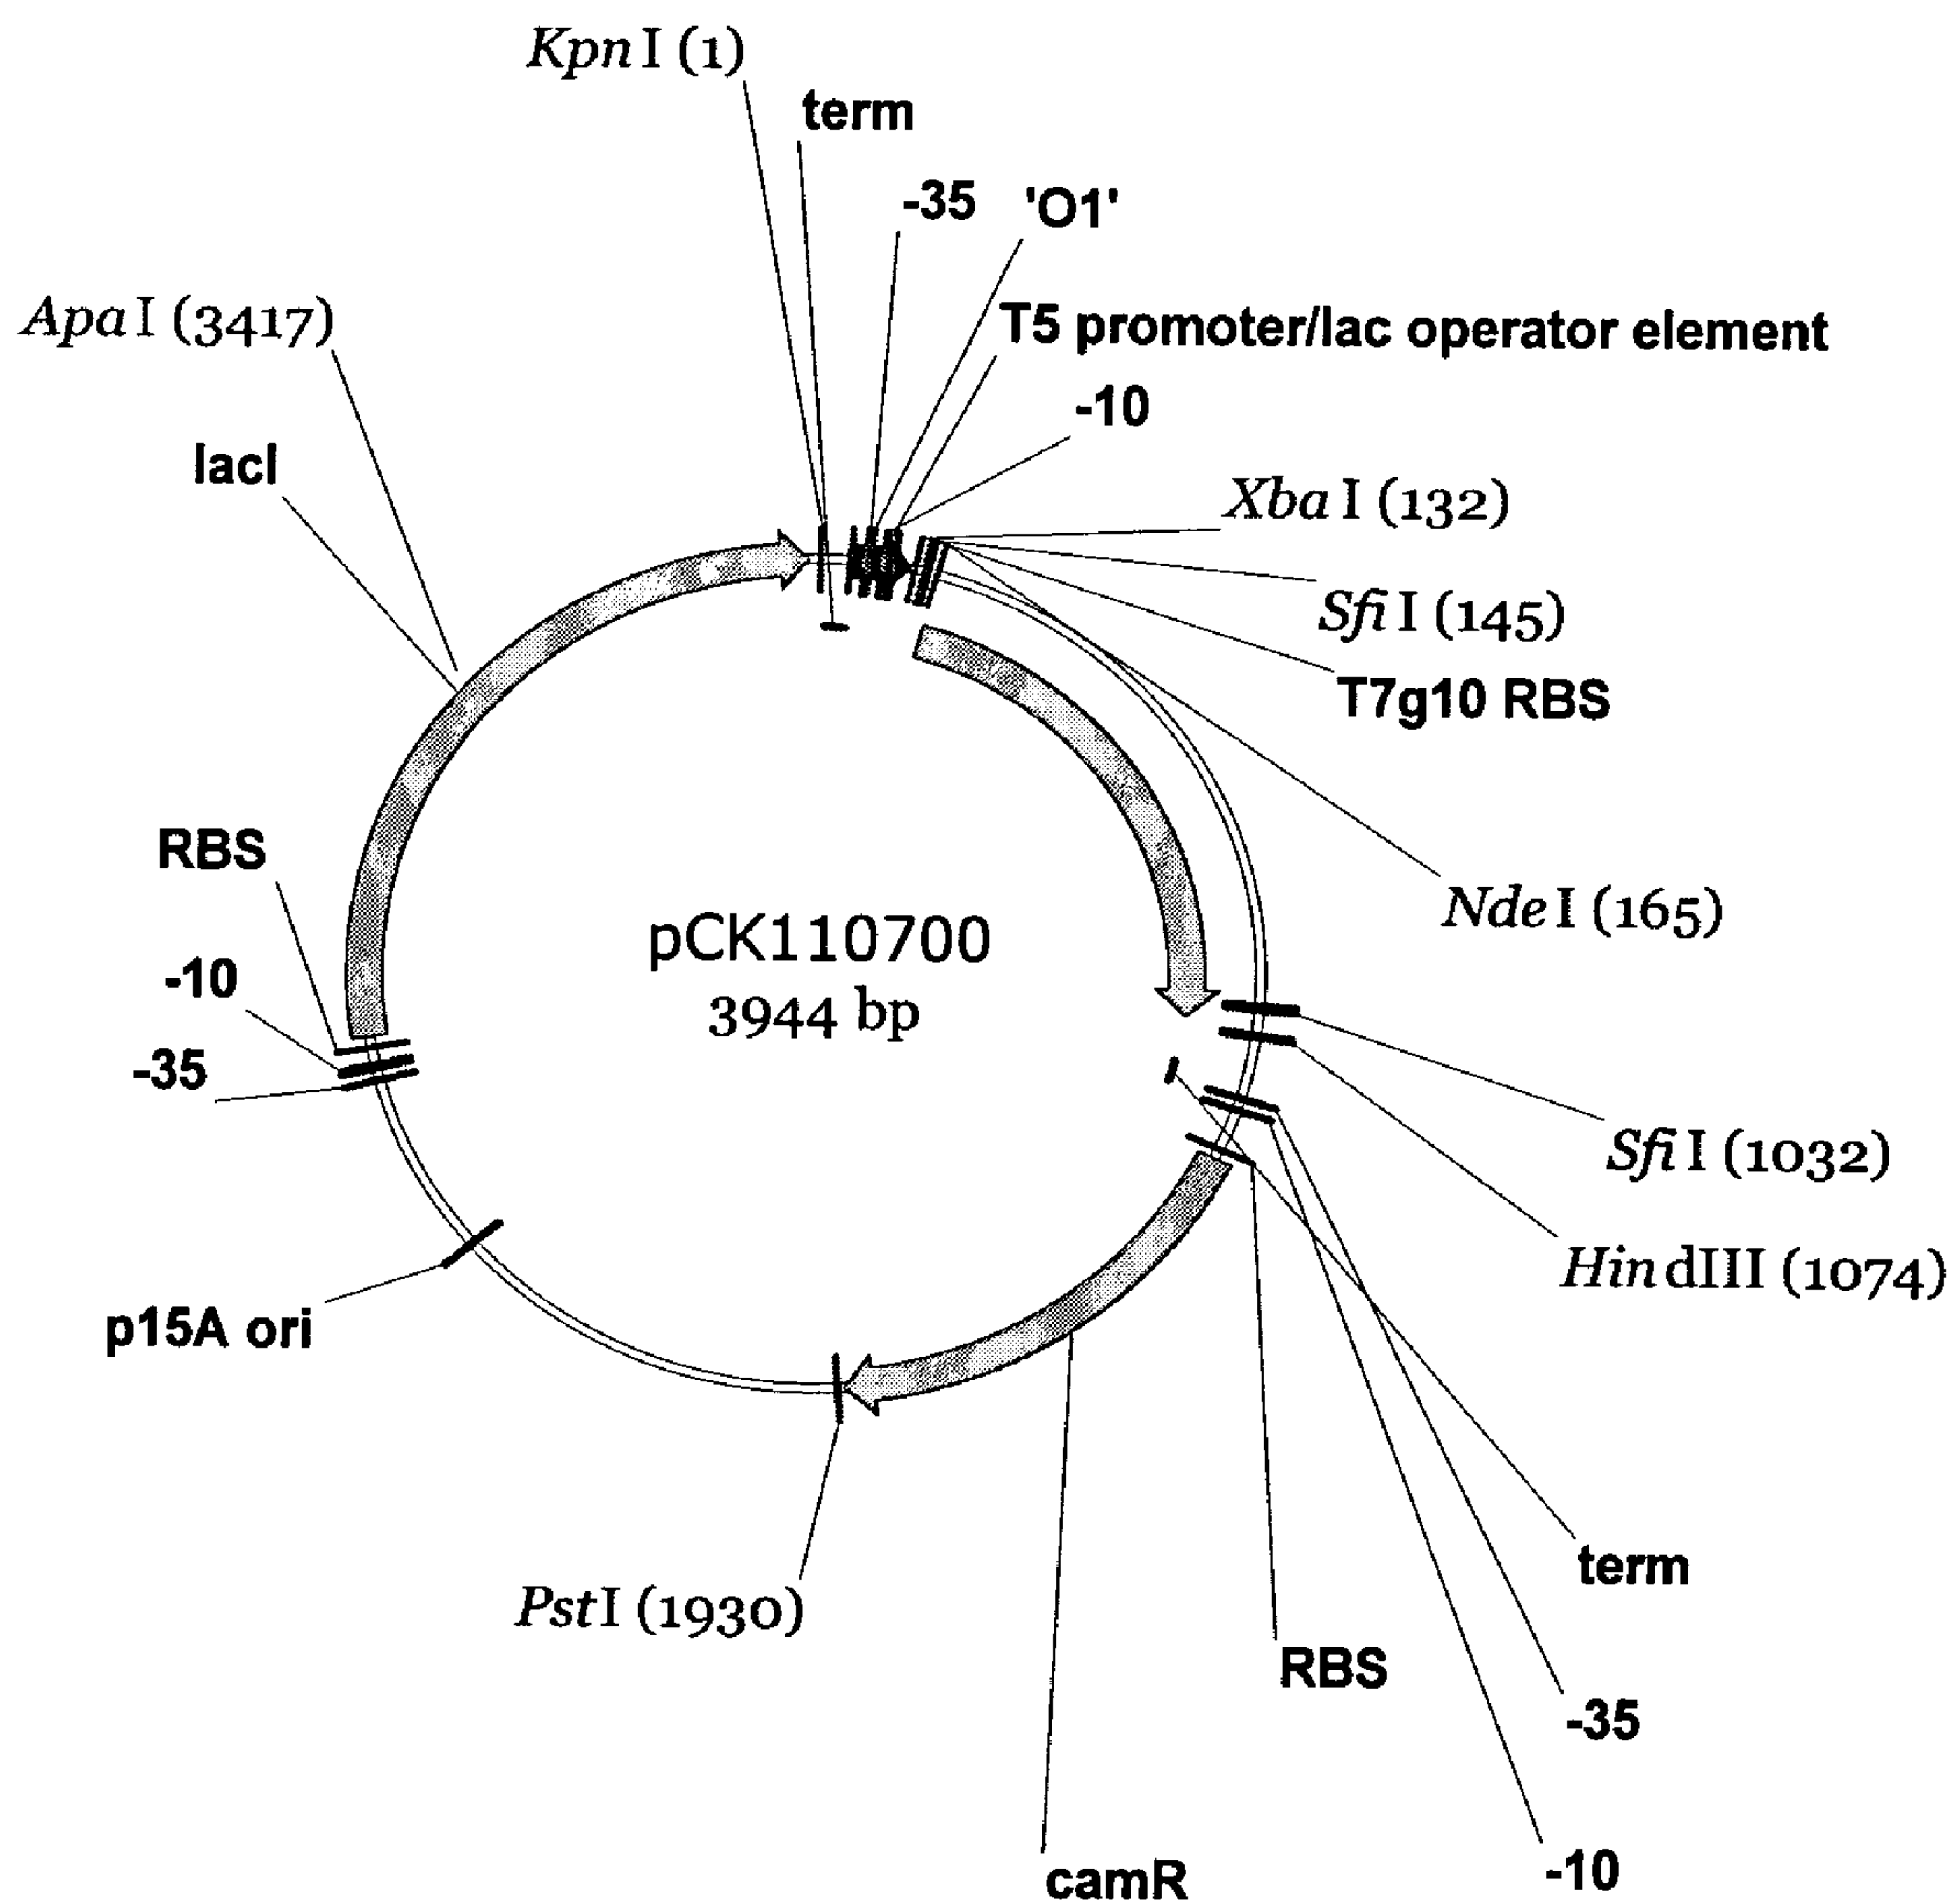 KpnI (1)
term
-35
'O1'
ApaI (3417)
T5 promoter/lac operator element
-10
lacI
XbaI (132)
SfiI (145)
T7g10 RBS
RBS
NdeI (165)
pCK110700
3944 bp
-10
-35
SfiI (1032)
HindIII (1074)
p15A ori
term
PstI (1930)
RBS
-35
-10
camR